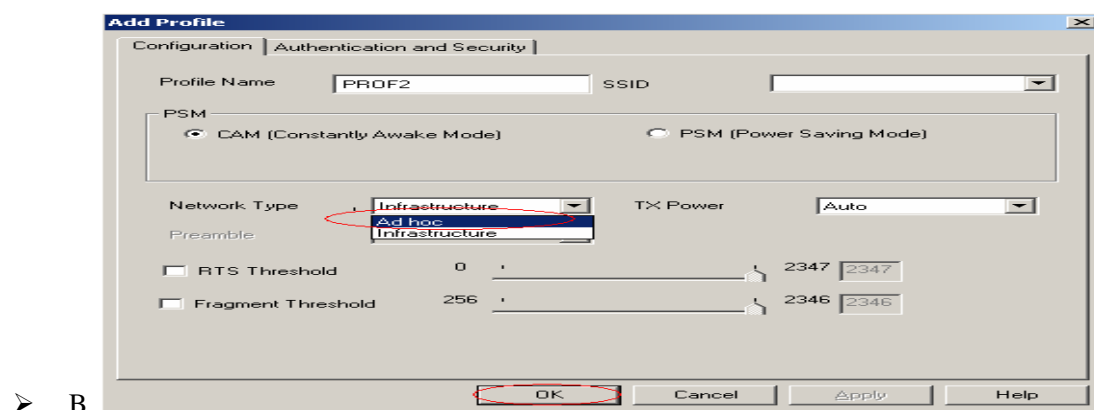 Add Profile
Configuration Authentication and Security
Profile Name PROF2 SSID
PSM
CAM (Constantly Awake Mode) PSM (Power Saving Mode)
Network Type Infrastructure TX Power Auto
Ad hoc
Preamble Infrastructure
RTS Threshold 0 2347 2347
Fragment Threshold 256 2346 2346
➢ B OK Cancel Apply Help